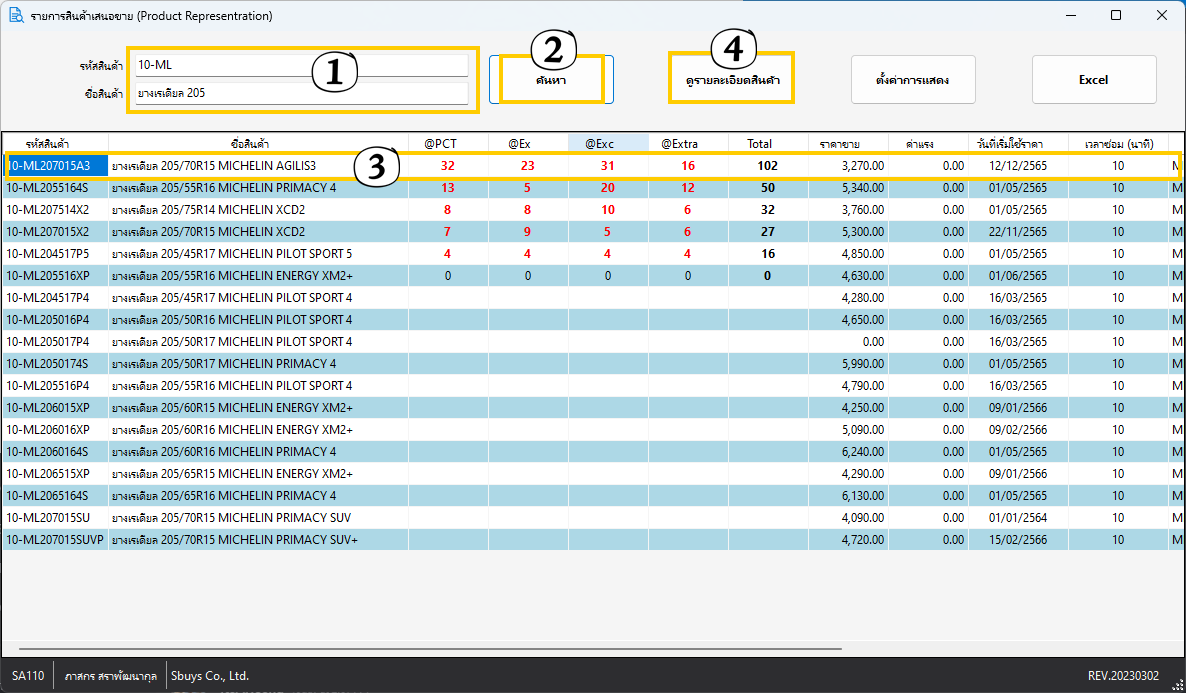 รายการสินค้าเสนอขาย (Product Representration)
รหัสสินค้า 10-ML 1
ชื่อสินค้า ยางเรเดียล 205
2 ค้นหา
4 ดูรายละเอียดสินค้า
ตั้งค่าการแสดง
Excel
รหัสสินค้า ชื่อสินค้า @PCT @Ex @Exc @Extra Total ราคาขาย ค่าแรง วันที่เริ่มใช้ราคา เวลาซ่อม (นาที)
10-ML207015A3 ยางเรเดียล 205/70R15 MICHELIN AGILIS3 3 32 23 31 16 102 3,270.00 0.00 12/12/2565 10 M
10-ML2055164S ยางเรเดียล 205/55R16 MICHELIN PRIMACY 4 13 5 20 12 50 5,340.00 0.00 01/05/2565 10 M
10-ML207514X2 ยางเรเดียล 205/75R14 MICHELIN XCD2 8 8 10 6 32 3,760.00 0.00 01/05/2565 10 M
10-ML207015X2 ยางเรเดียล 205/70R15 MICHELIN XCD2 7 9 5 6 27 5,300.00 0.00 22/11/2565 10 M
10-ML204517P5 ยางเรเดียล 205/45R17 MICHELIN PILOT SPORT 5 4 4 4 4 16 4,850.00 0.00 01/05/2565 10 M
10-ML205516XP ยางเรเดียล 205/55R16 MICHELIN ENERGY XM2+ 0 0 0 0 0 4,630.00 0.00 01/06/2565 10 M
10-ML204517P4 ยางเรเดียล 205/45R17 MICHELIN PILOT SPORT 4 4,280.00 0.00 16/03/2565 10 M
10-ML205016P4 ยางเรเดียล 205/50R16 MICHELIN PILOT SPORT 4 4,650.00 0.00 16/03/2565 10 M
10-ML205017P4 ยางเรเดียล 205/50R17 MICHELIN PILOT SPORT 4 0.00 0.00 16/03/2565 10 M
10-ML2050174S ยางเรเดียล 205/50R17 MICHELIN PRIMACY 4 5,990.00 0.00 01/05/2565 10 M
10-ML205516P4 ยางเรเดียล 205/55R16 MICHELIN PILOT SPORT 4 4,790.00 0.00 16/03/2565 10 M
10-ML206015XP ยางเรเดียล 205/60R15 MICHELIN ENERGY XM2+ 4,250.00 0.00 09/01/2566 10 M
10-ML206016XP ยางเรเดียล 205/60R16 MICHELIN ENERGY XM2+ 5,090.00 0.00 09/02/2566 10 M
10-ML2060164S ยางเรเดียล 205/60R16 MICHELIN PRIMACY 4 6,240.00 0.00 01/05/2565 10 M
10-ML206515XP ยางเรเดียล 205/65R15 MICHELIN ENERGY XM2+ 4,290.00 0.00 09/01/2566 10 M
10-ML2065164S ยางเรเดียล 205/65R16 MICHELIN PRIMACY 4 6,130.00 0.00 01/05/2565 10 M
10-ML207015SU ยางเรเดียล 205/70R15 MICHELIN PRIMACY SUV 4,090.00 0.00 01/01/2564 10 M
10-ML207015SUVP ยางเรเดียล 205/70R15 MICHELIN PRIMACY SUV+ 4,720.00 0.00 15/02/2566 10 M
SA110 ภาสกร สราพัฒนากุล Sbuys Co., Ltd. REV.20230302